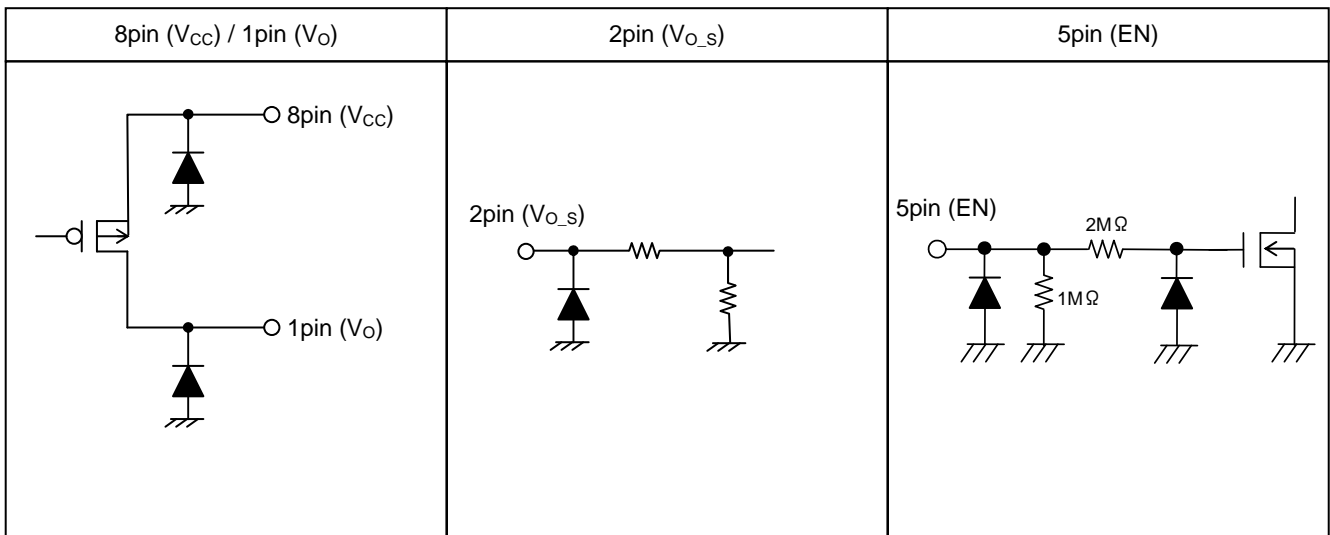 8pin (VCC) / 1pin (VO)
2pin (VO_S)
5pin (EN)
8pin (VCC)
1pin (VO)
2pin (VO_S)
5pin (EN)
2MΩ
1MΩ